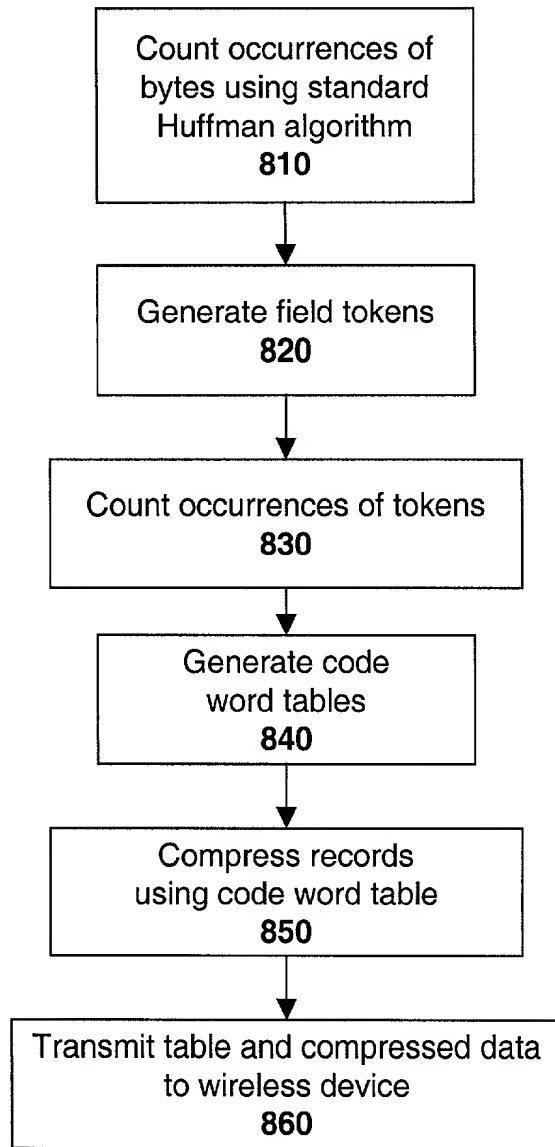 Count occurrences of
bytes using standard
Huffman algorithm
810
Generate field tokens
820
Count occurrences of tokens
830
Generate code
word tables
840
Compress records
using code word table
850
Transmit table and compressed data
to wireless device
860